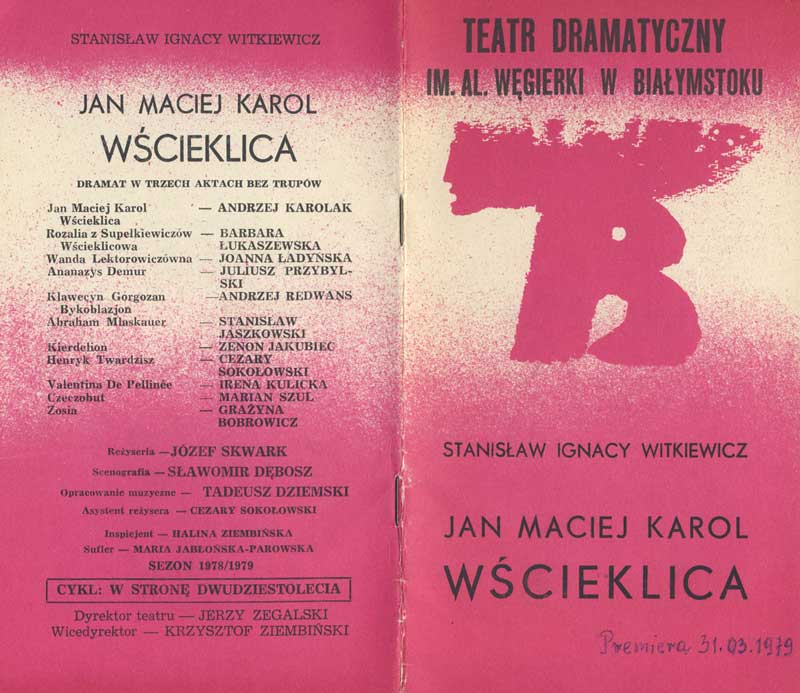 STANISŁAW IGNACY WITKIEWICZ
JAN MACIEJ KAROL
WŚCIEKLICA
DRAMAT W TRZECH AKTACH BEZ TRUPÓW
Jan Maciej Karol — ANDRZEJ KAROLAK
Wścieklica
Rozalia z Supełkiewiczów — BARBARA
Wścieklicowa ŁUKASZEWSKA
Wanda Lektorowiczówna — JOANNA ŁADYŃSKA
Ananazys Demur — JULIUSZ PRZYBYL-
SKI
Klawecyn Gorgozan — ANDRZEJ REDWANS
Bykoblazjon
Abraham Mlaskauer — STANISŁAW
JASZKOWSKI
Kierdelion — ZENON JAKUBIEC
Henryk Twardzisz — CEZARY
SOKOŁOWSKI
Valentina De Pellinée — IRENA KULICKA
Czeczobut — MARIAN SZUL
Zosia — GRAŻYNA
BOBROWICZ
Reżyseria — JÓZEF SKWARK
Scenografia — SŁAWOMIR DĘBOSZ
Opracowanie muzyczne — TADEUSZ DZIEMSKI
Asystent reżysera — CEZARY SOKOŁOWSKI
Inspicjent — HALINA ZIEMBIŃSKA
Sufler — MARIA JABŁOŃSKA-PAROWSKA
SEZON 1978/1979
CYKL: W STRONĘ DWUDZIESTOLECIA
Dyrektor teatru — JERZY ZEGALSKI
Wicedyrektor — KRZYSZTOF ZIEMBIŃSKI
TEATR DRAMATYCZNY
IM. AL. WĘGIERKI W BIAŁYMSTOKU
STANISŁAW IGNACY WITKIEWICZ
JAN MACIEJ KAROL
WŚCIEKLICA
Premiera 31.03.1979